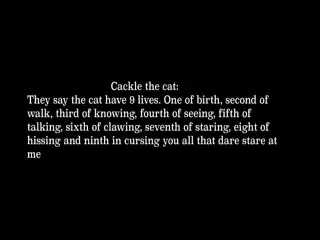 Cackle the cat:
They say the cat have 9 lives. One of birth, second of
walk, third of knowing, fourth of seeing, fifth of
talking, sixth of clawing, seventh of staring, eight of
hissing and ninth in cursing you all that dare stare at
me